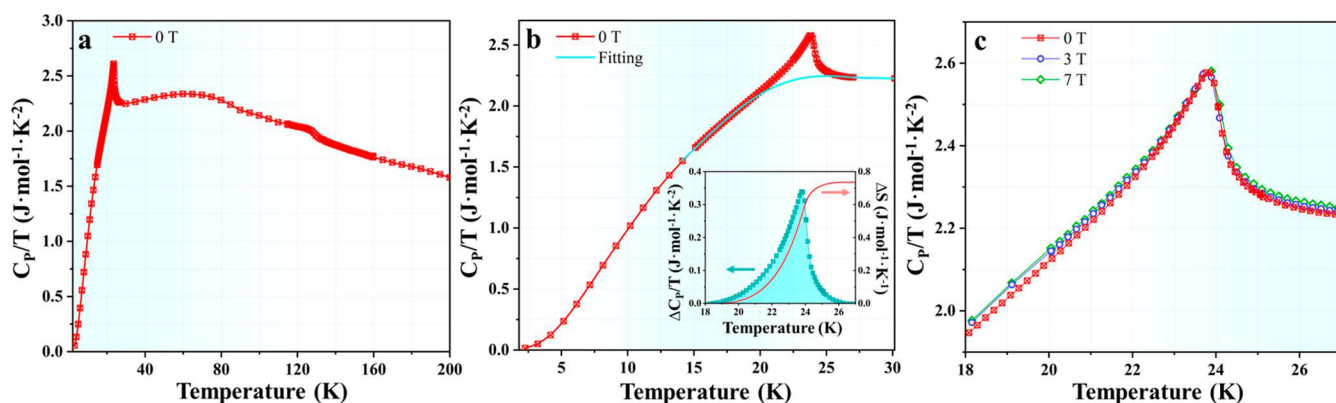 a
0 T
3.0
2.5
2.0
1.5
1.0
0.5
0.0
C_P/T (J·mol⁻¹·K⁻²)
40 80 120 160 200
Temperature (K)
b
0 T
Fitting
2.5
2.0
1.5
1.0
0.5
0.0
C_P/T (J·mol⁻¹·K⁻²)
0.4
0.3
0.2
0.1
0.0
ΔC_P/T (J·mol⁻¹·K⁻²)
0.8
0.6
0.4
0.2
0.0
ΔS (J·mol⁻¹·K⁻¹)
18 20 22 24 26
Temperature (K)
5 10 15 20 25 30
Temperature (K)
c
0 T
3 T
7 T
2.6
2.4
2.2
2.0
C_P/T (J·mol⁻¹·K⁻²)
18 20 22 24 26
Temperature (K)